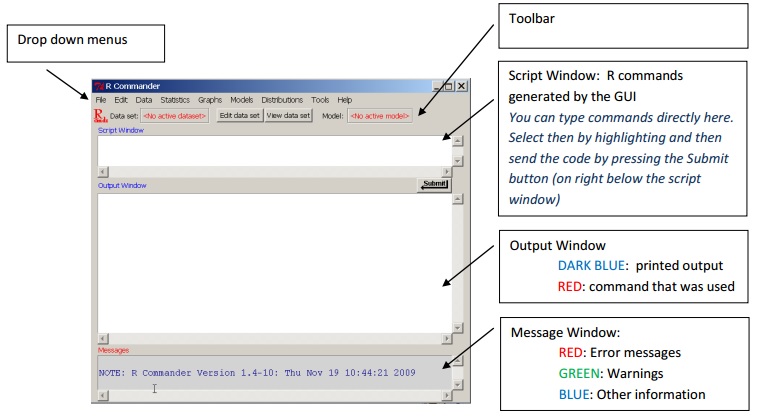 Drop down menus
Toolbar
Script Window: R commands
generated by the GUI
You can type commands directly here.
Select then by highlighting and then
send the code by pressing the Submit
button (on right below the script
window)
R Commander
File Edit Data Statistics Graphs Models Distributions Tools Help
Data set: <No active dataset> Edit data set View data set Model: <No active model>
Script Window
Output Window
Submit
Output Window
DARK BLUE: printed output
RED: command that was used
Messages
NOTE: R Commander Version 1.4-10: Thu Nov 19 10:44:21 2009
Message Window:
RED: Error messages
GREEN: Warnings
BLUE: Other information